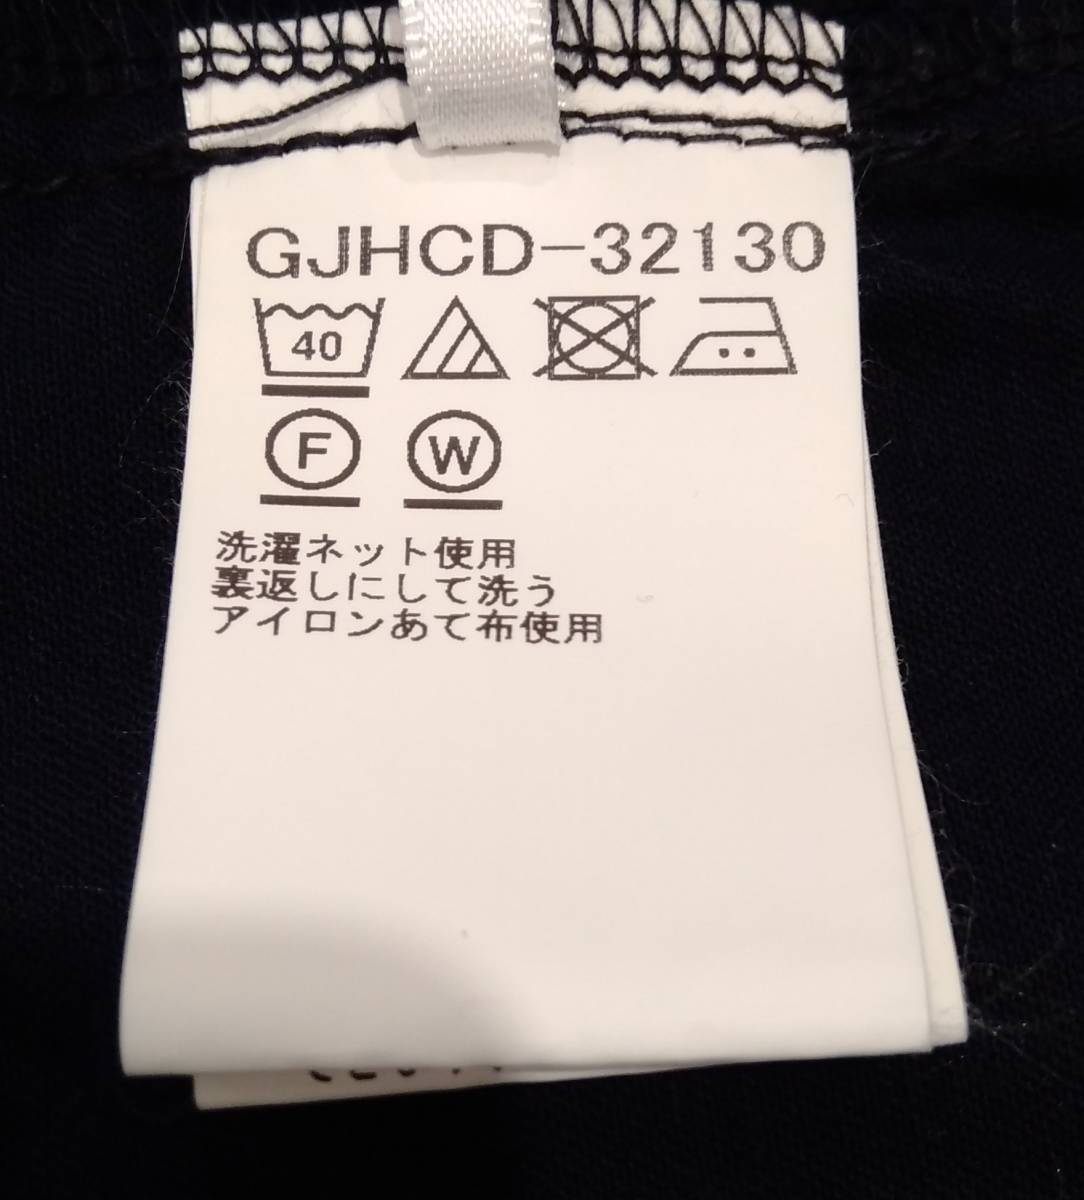 GJHCD-32130
40
F W
洗濯ネット使用
裏返しにして洗う
アイロンあて布使用